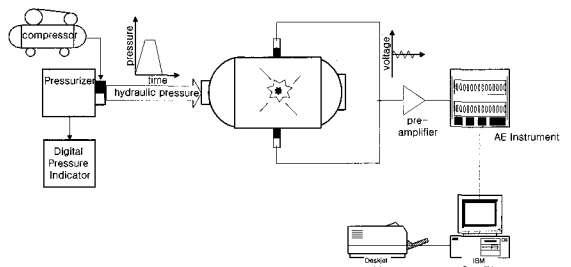 compressor
pressure
time
voltage
Pressurizer
hydraulic pressure
pre-
amplifier
AE Instrument
Digital
Pressure
Indicator
Deskjet
IBM